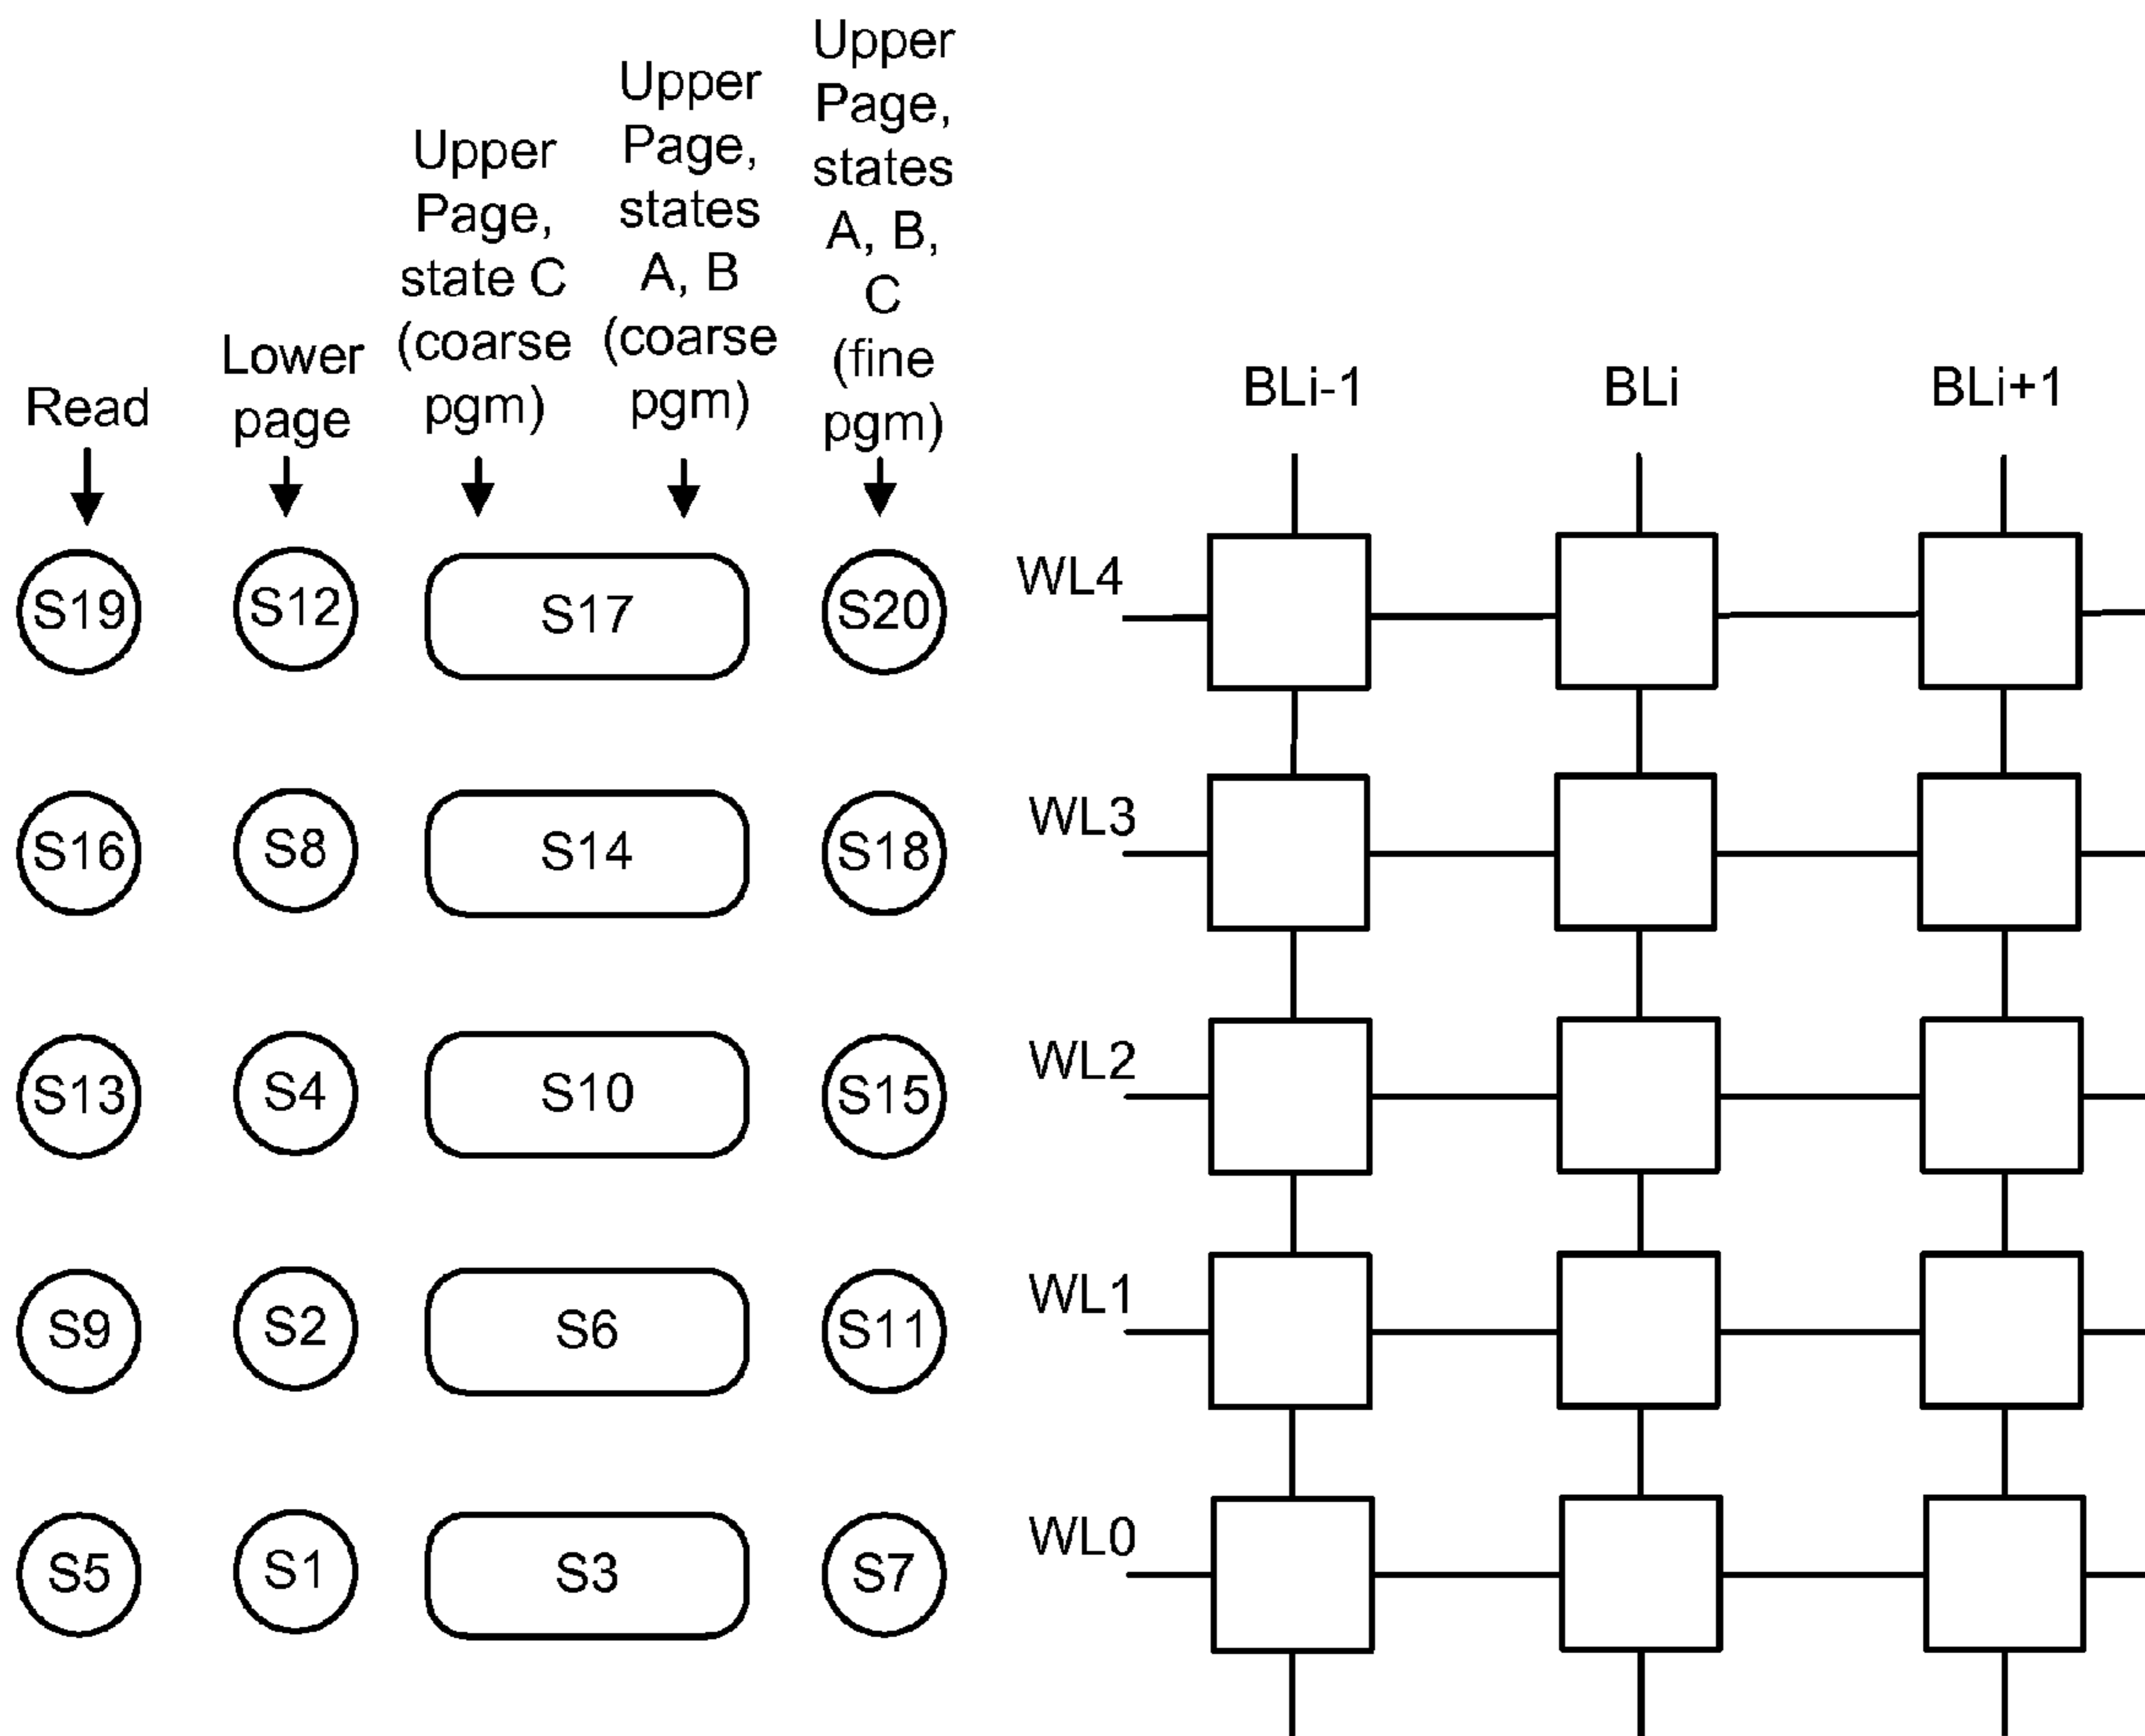 Read
Lower
page
Upper
Page,
state C
(coarse
pgm)
Upper
Page,
states
A, B
(coarse
pgm)
Upper
Page,
states
A, B,
C
(fine
pgm)
BLi-1
BLi
BLi+1
S19
S12
S17
S20
WL4
S16
S8
S14
S18
WL3
S13
S4
S10
S15
WL2
S9
S2
S6
S11
WL1
S5
S1
S3
S7
WL0